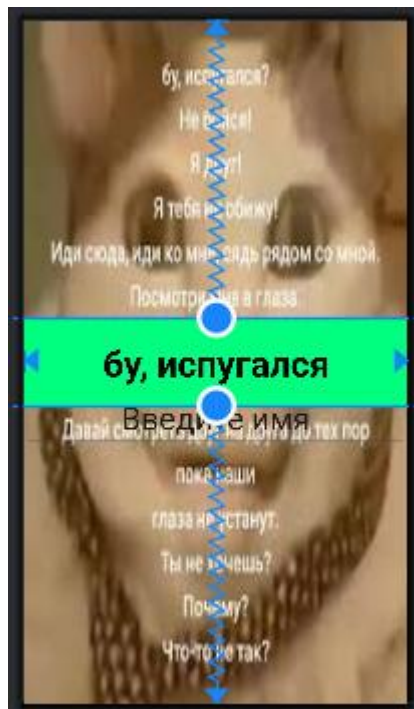 бу, испугался?
Не бойся!
Я друг!
Я тебя не обижу!
Иди сюда, иди ко мне, сядь рядом со мной.
Посмотри мне в глаза.
бу, испугался
Введите имя
Давай смотреть друг на друга до тех пор
пока наши
глаза не устанут.
Ты не хочешь?
Почему?
Что-то не так?